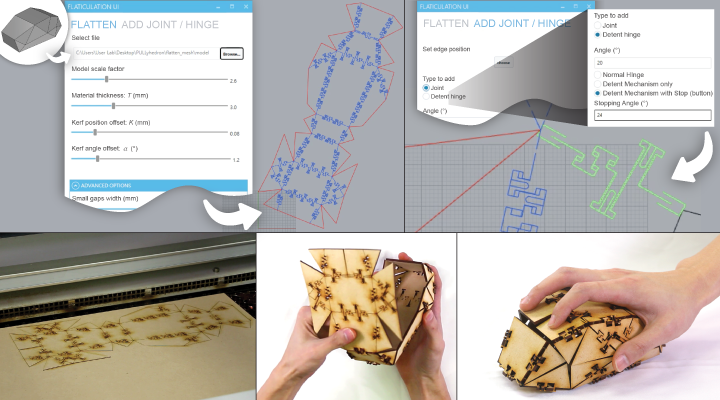 FLATICULATION UI
FLATTEN ADD JOINT / HINGE
Select file
C:\Users\User Lab\Desktop\FULLyhedron\flatten_mesh\model
Browse...
Model scale factor
2.6
Material thickness: T (mm)
3.0
Kerf position offset: K (mm)
0.08
Kerf angle offset: α (°)
1.2
ADVANCED OPTIONS
Small gaps width (mm)
FLATICULATION UI
FLATTEN ADD JOINT / HINGE
Set edge position
Type to add
Joint
Detent hinge
Angle (°)
Type to add
Joint
Detent hinge
Angle (°)
20
Normal Hinge
Detent Mechanism only
Detent Mechanism with Stop (button)
Stopping Angle (°)
24